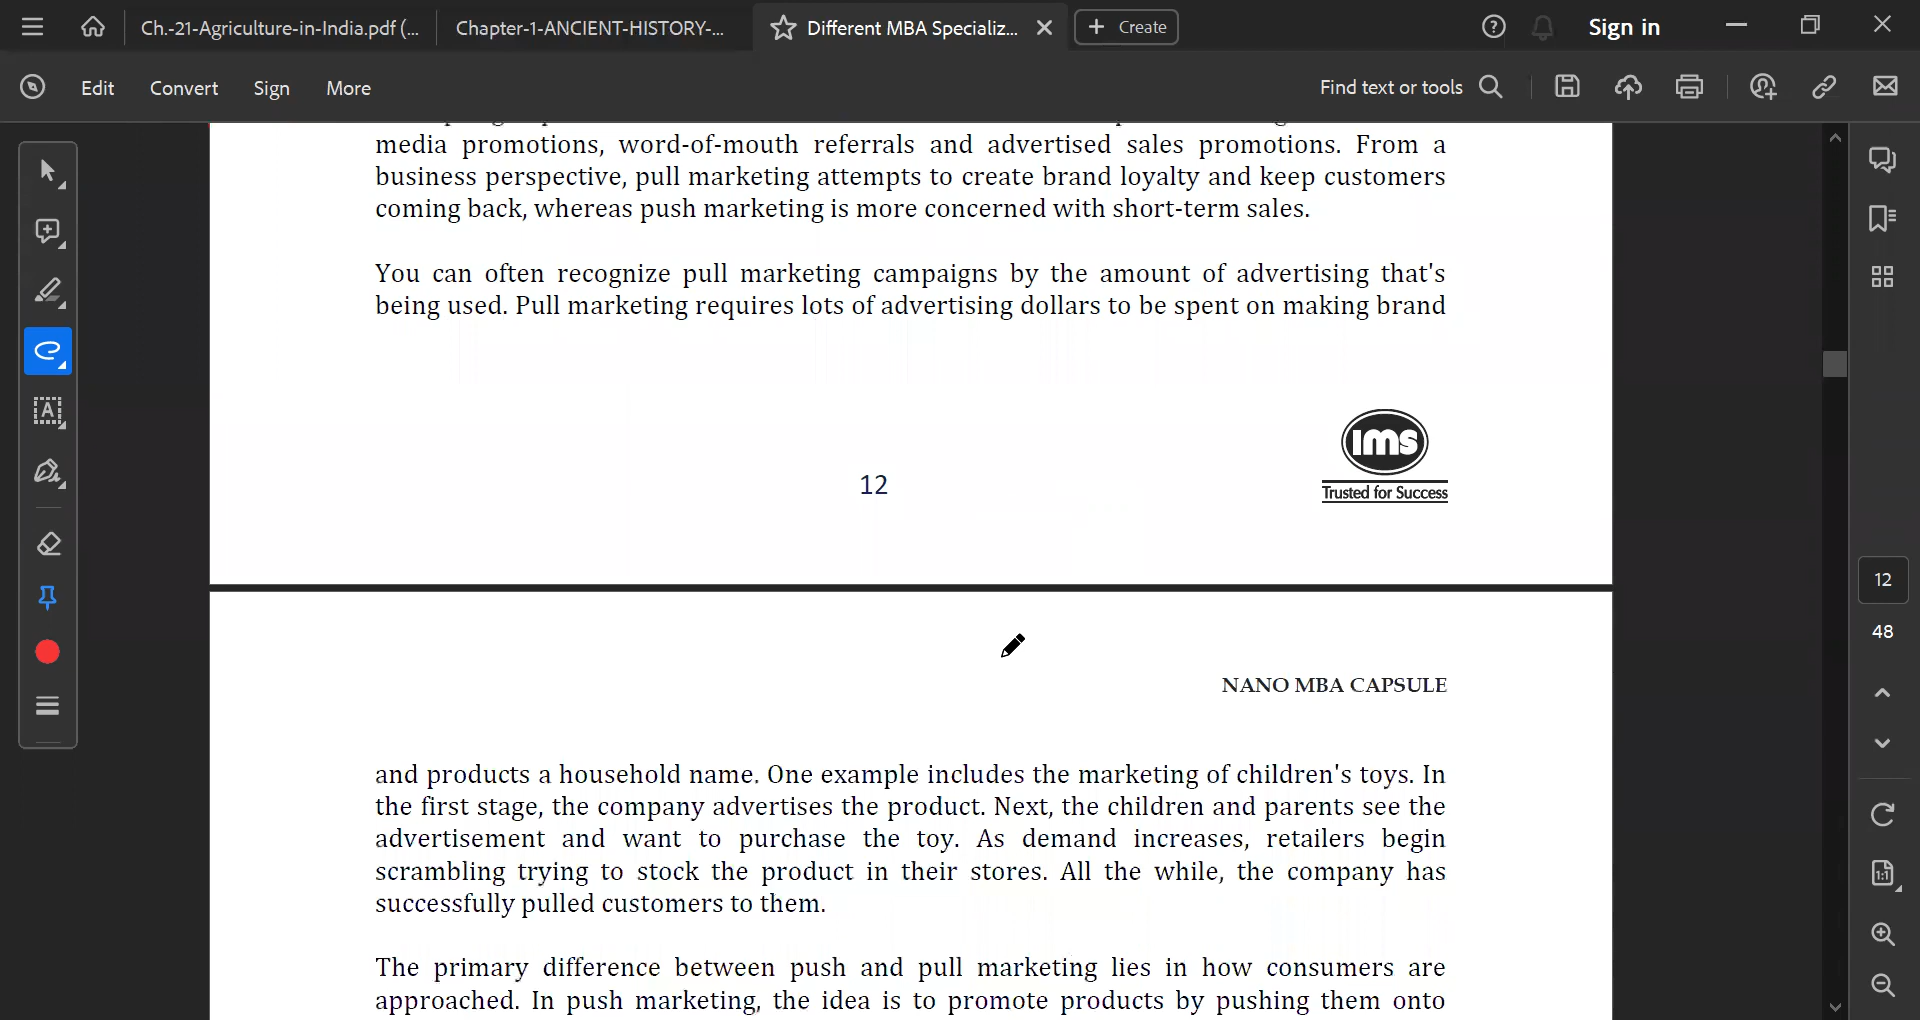 Ch.-21-Agriculture-in-India.pdf (...
Chapter-1-ANCIENT-HISTORY-...
Different MBA Specializ...
Create
Sign in
Edit
Convert
Sign
More
Find text or tools
media promotions, word-of-mouth referrals and advertised sales promotions. From a
business perspective, pull marketing attempts to create brand loyalty and keep customers
coming back, whereas push marketing is more concerned with short-term sales.
You can often recognize pull marketing campaigns by the amount of advertising that's
being used. Pull marketing requires lots of advertising dollars to be spent on making brand
ims
Trusted for Success
12
12
48
NANO MBA CAPSULE
and products a household name. One example includes the marketing of children's toys. In
the first stage, the company advertises the product. Next, the children and parents see the
advertisement and want to purchase the toy. As demand increases, retailers begin
scrambling trying to stock the product in their stores. All the while, the company has
successfully pulled customers to them.
The primary difference between push and pull marketing lies in how consumers are
approached. In push marketing, the idea is to promote products by pushing them onto